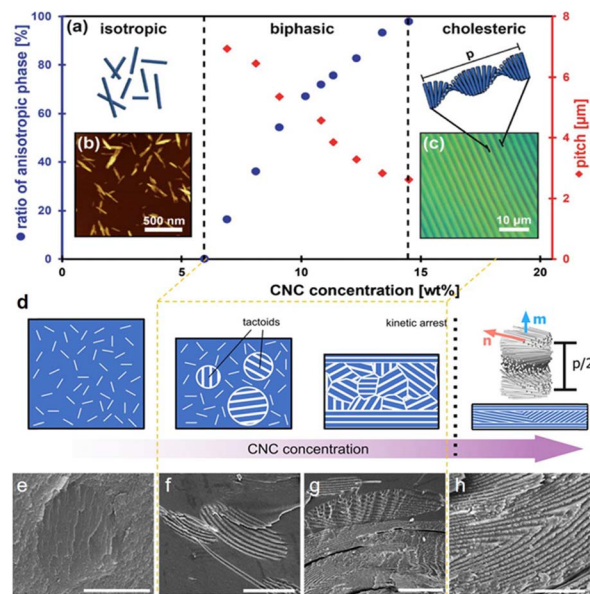 (a) isotropic biphasic cholesteric
ratio of anisotropic phase [%]
100
80
60
40
20
0
8
6
4
2
0
pitch [µm]
p
(b)
500 nm
(c)
10 µm
0 5 10 15 20
CNC concentration [wt%]
d
tactoids
kinetic arrest
m
n
p/2
CNC concentration
e f g h